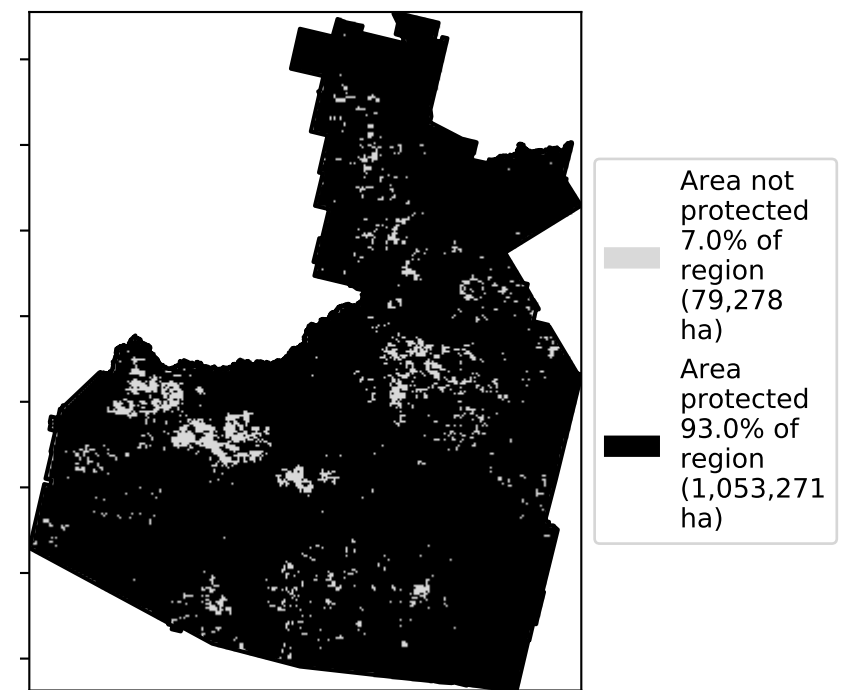 Area not
protected
7.0% of
region
(79,278
ha)
Area
protected
93.0% of
region
(1,053,271
ha)